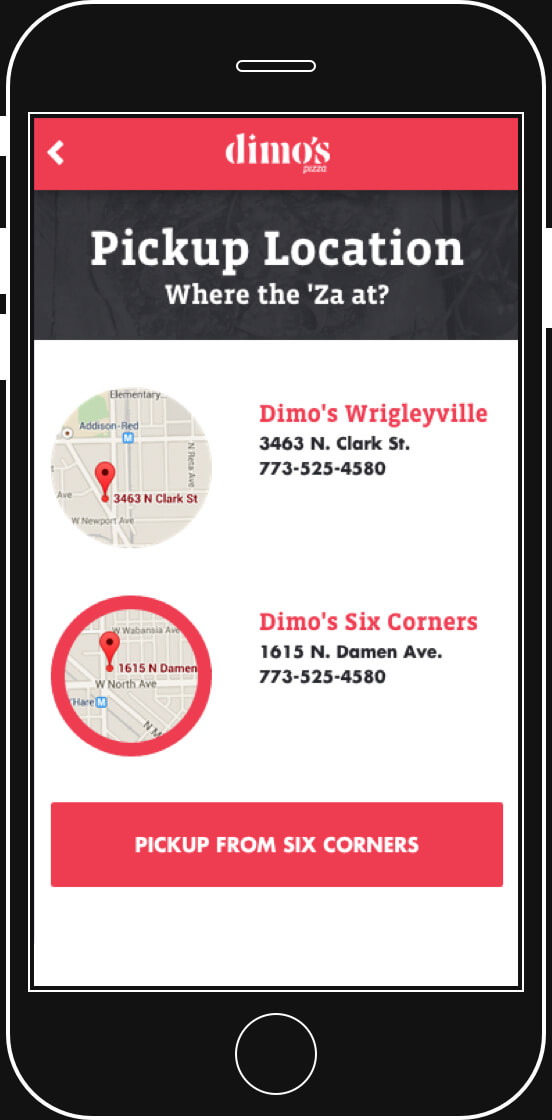 dimo's
pizza
Pickup Location
Where the 'Za at?
Elementary...
Addison-Red
M
N Reta Ave
3463 N Clark St
Ave
W Newport Ave
Dimo's Wrigleyville
3463 N. Clark St.
773-525-4580
W Wabansia Ave
1615 N Damen
W North Ave
'Hare M
N M
Dimo's Six Corners
1615 N. Damen Ave.
773-525-4580
PICKUP FROM SIX CORNERS